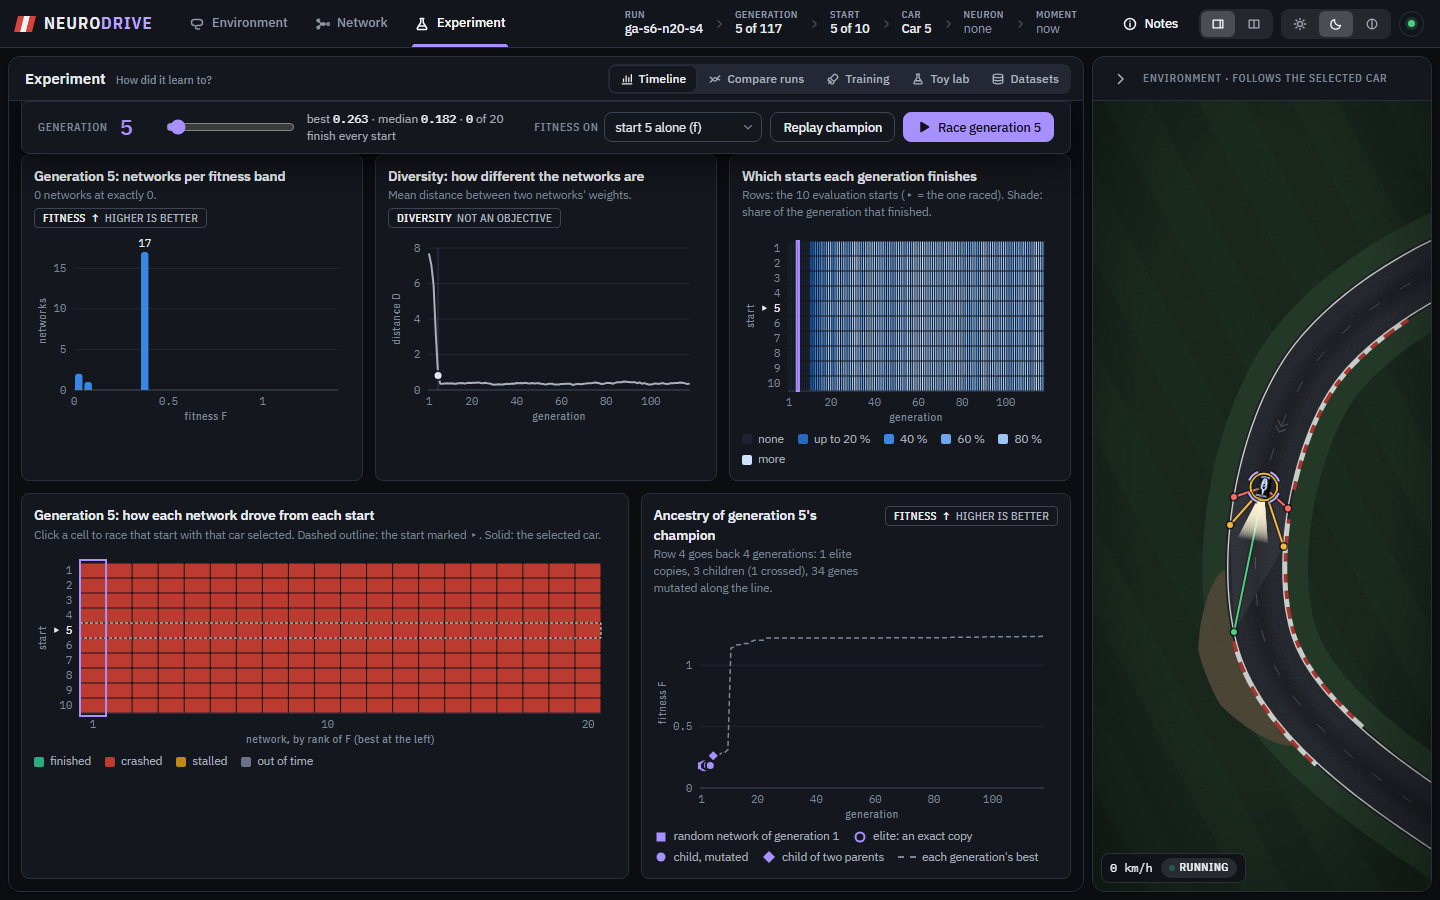 NEURODRIVE
Environment
Network
Experiment
RUN
ga-s6-n20-s4
GENERATION
5 of 117
START
5 of 10
CAR
Car 5
NEURON
none
MOMENT
now
Notes
Experiment
How did it learn to?
Timeline
Compare runs
Training
Toy lab
Datasets
ENVIRONMENT · FOLLOWS THE SELECTED CAR
GENERATION 5
best 0.263 · median 0.182 · 0 of 20
finish every start
FITNESS ON
start 5 alone (f)
Replay champion
Race generation 5
Generation 5: networks per fitness band
0 networks at exactly 0.
FITNESS ↑ HIGHER IS BETTER
17
15
10
5
0
networks
0 0.5 1
fitness F
Diversity: how different the networks are
Mean distance between two networks' weights.
DIVERSITY NOT AN OBJECTIVE
8
6
4
2
0
distance D
1 20 40 60 80 100
generation
Which starts each generation finishes
Rows: the 10 evaluation starts (▸ = the one raced). Shade:
share of the generation that finished.
1
2
3
4
5
6
7
8
9
10
start ▸
1 20 40 60 80 100
generation
none up to 20 % 40 % 60 % 80 %
more
Generation 5: how each network drove from each start
Click a cell to race that start with that car selected. Dashed outline: the start marked ▸. Solid: the selected car.
1
2
3
4
5
6
7
8
9
10
start ▸
1 10 20
network, by rank of F (best at the left)
finished crashed stalled out of time
Ancestry of generation 5's
champion
FITNESS ↑ HIGHER IS BETTER
Row 4 goes back 4 generations: 1 elite
copies, 3 children (1 crossed), 34 genes
mutated along the line.
1
0.5
0
fitness F
1 20 40 60 80 100
generation
random network of generation 1 elite: an exact copy
child, mutated child of two parents each generation's best
0 km/h RUNNING